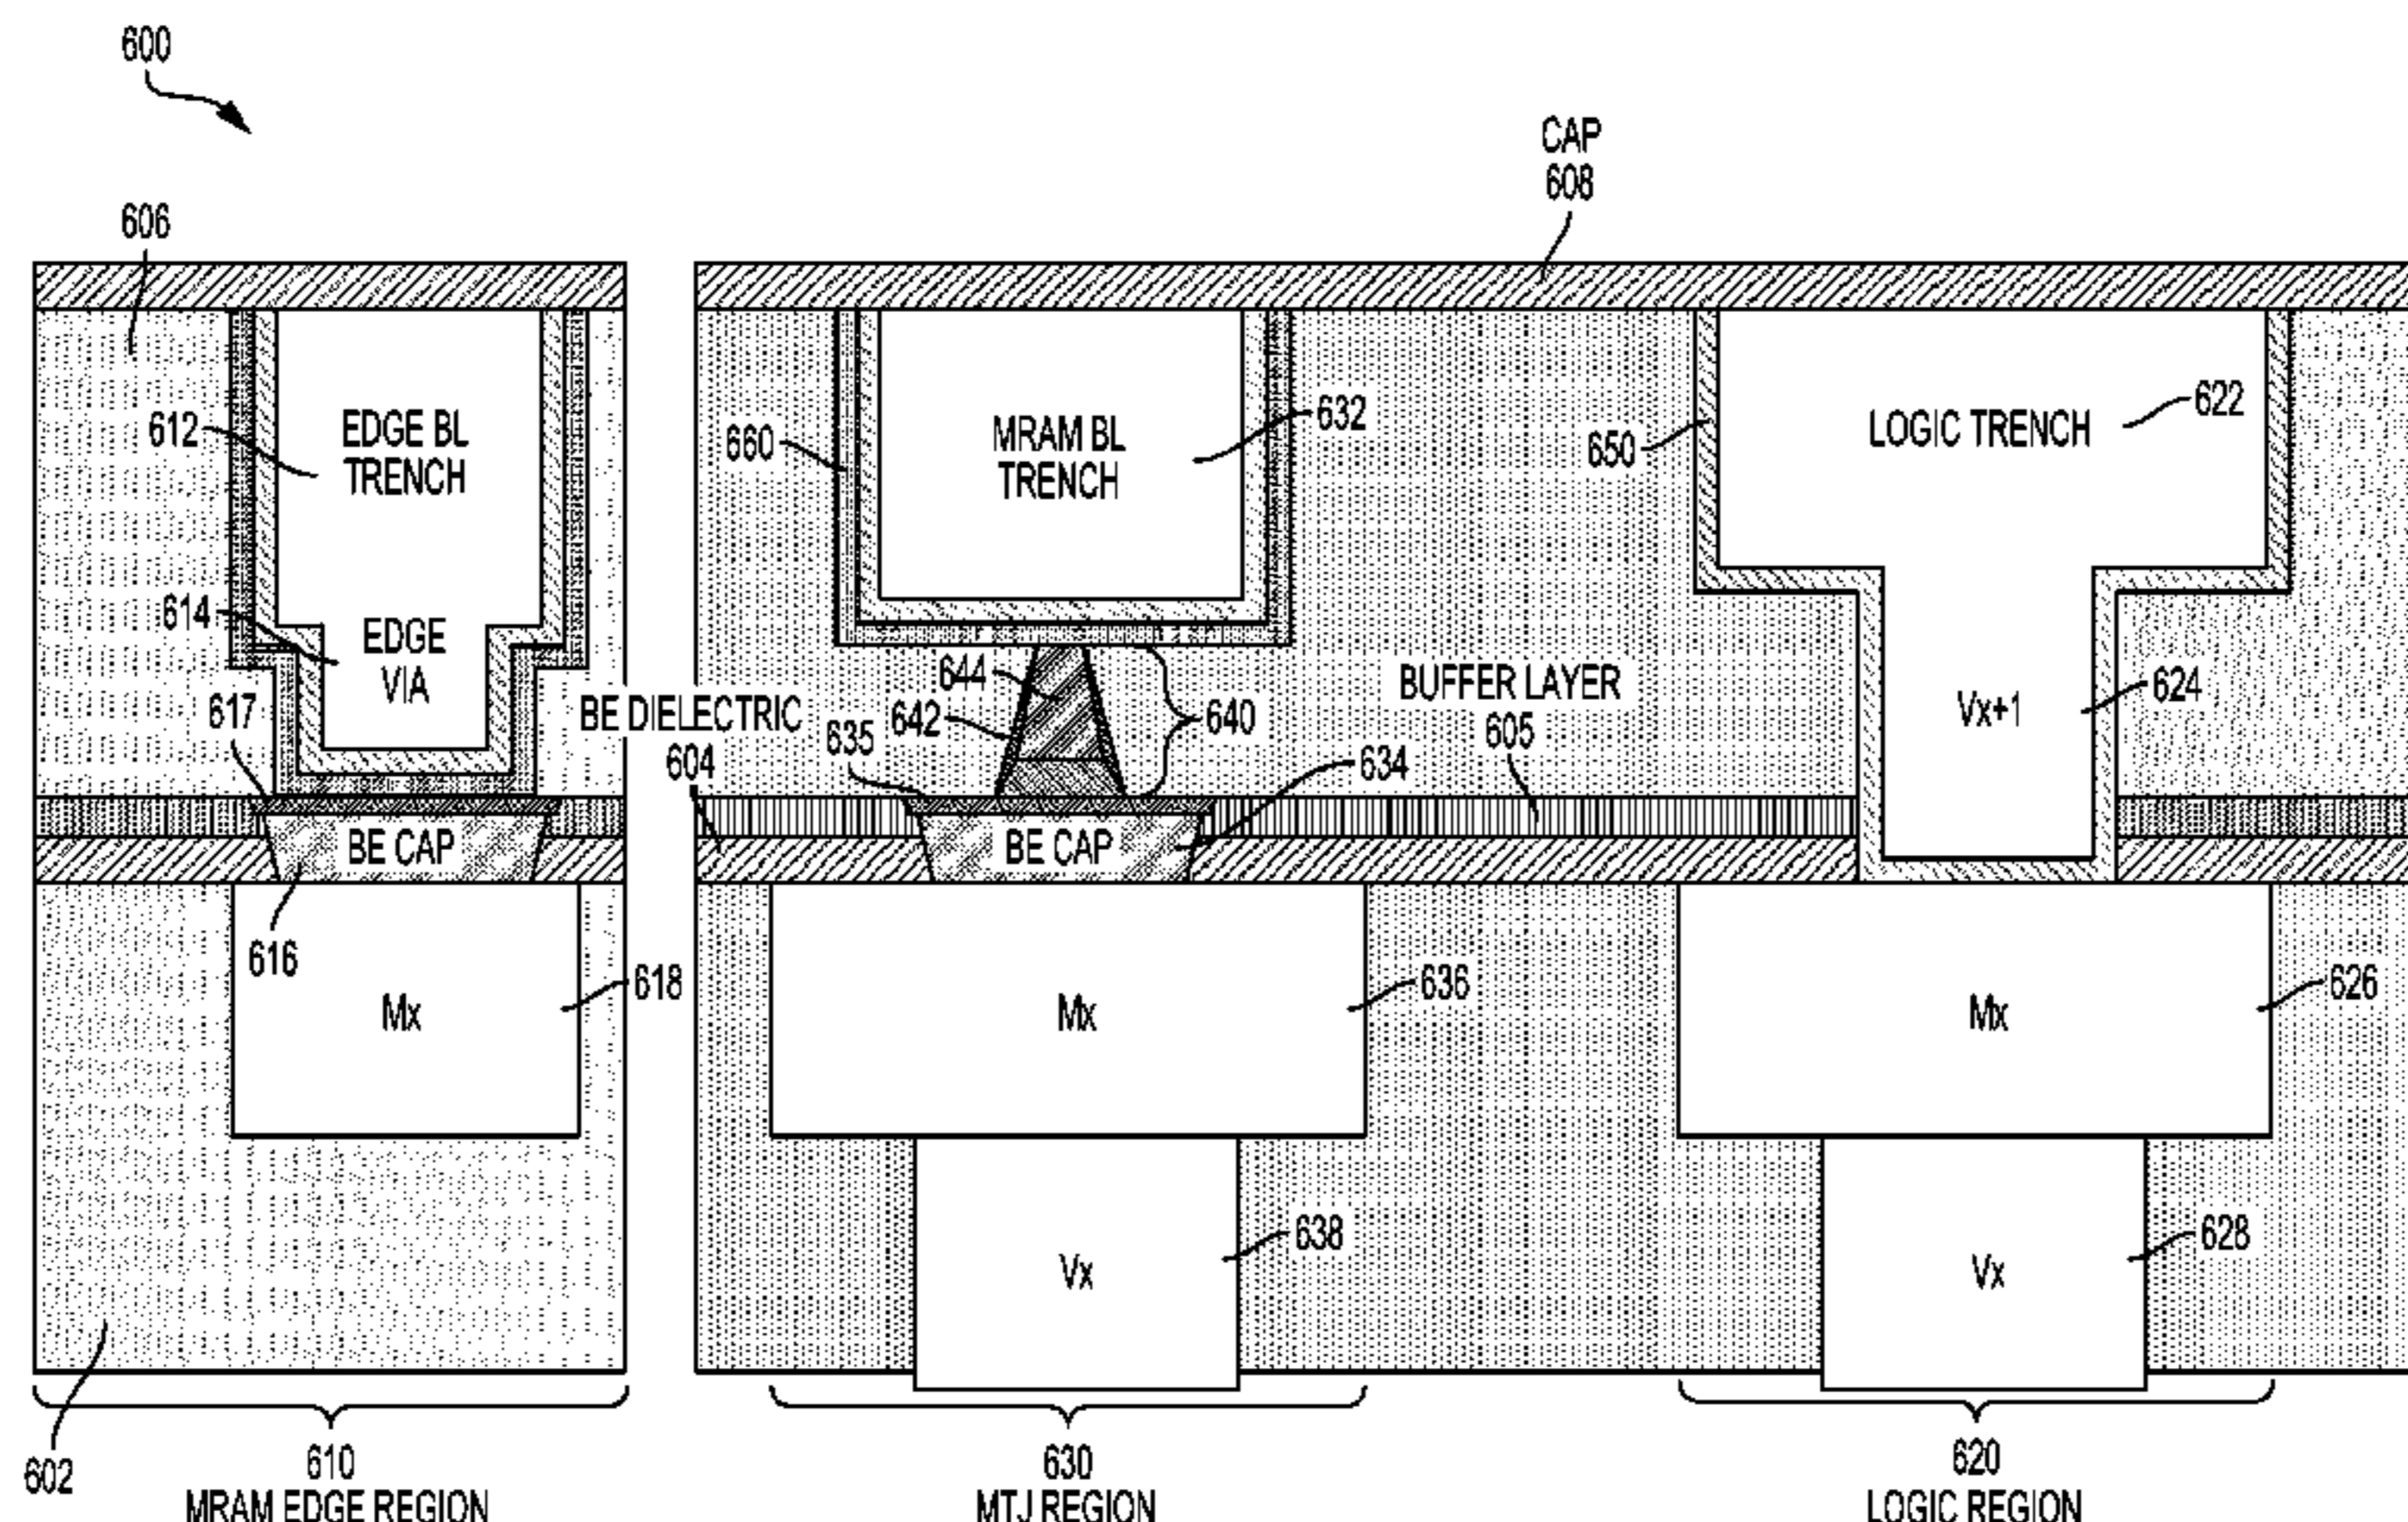 600
CAP
608
606
612
EDGE BL
TRENCH
660
MRAM BL
TRENCH
632
650
LOGIC TRENCH
622
614
EDGE
VIA
617
BE DIELECTRIC
604
644
642
635
640
BUFFER LAYER
605
634
Vx+1
624
BE CAP
BE CAP
616
Mx
618
Mx
636
Mx
626
Vx
638
Vx
628
602
610
MRAM EDGE REGION
630
MTJ REGION
620
LOGIC REGION